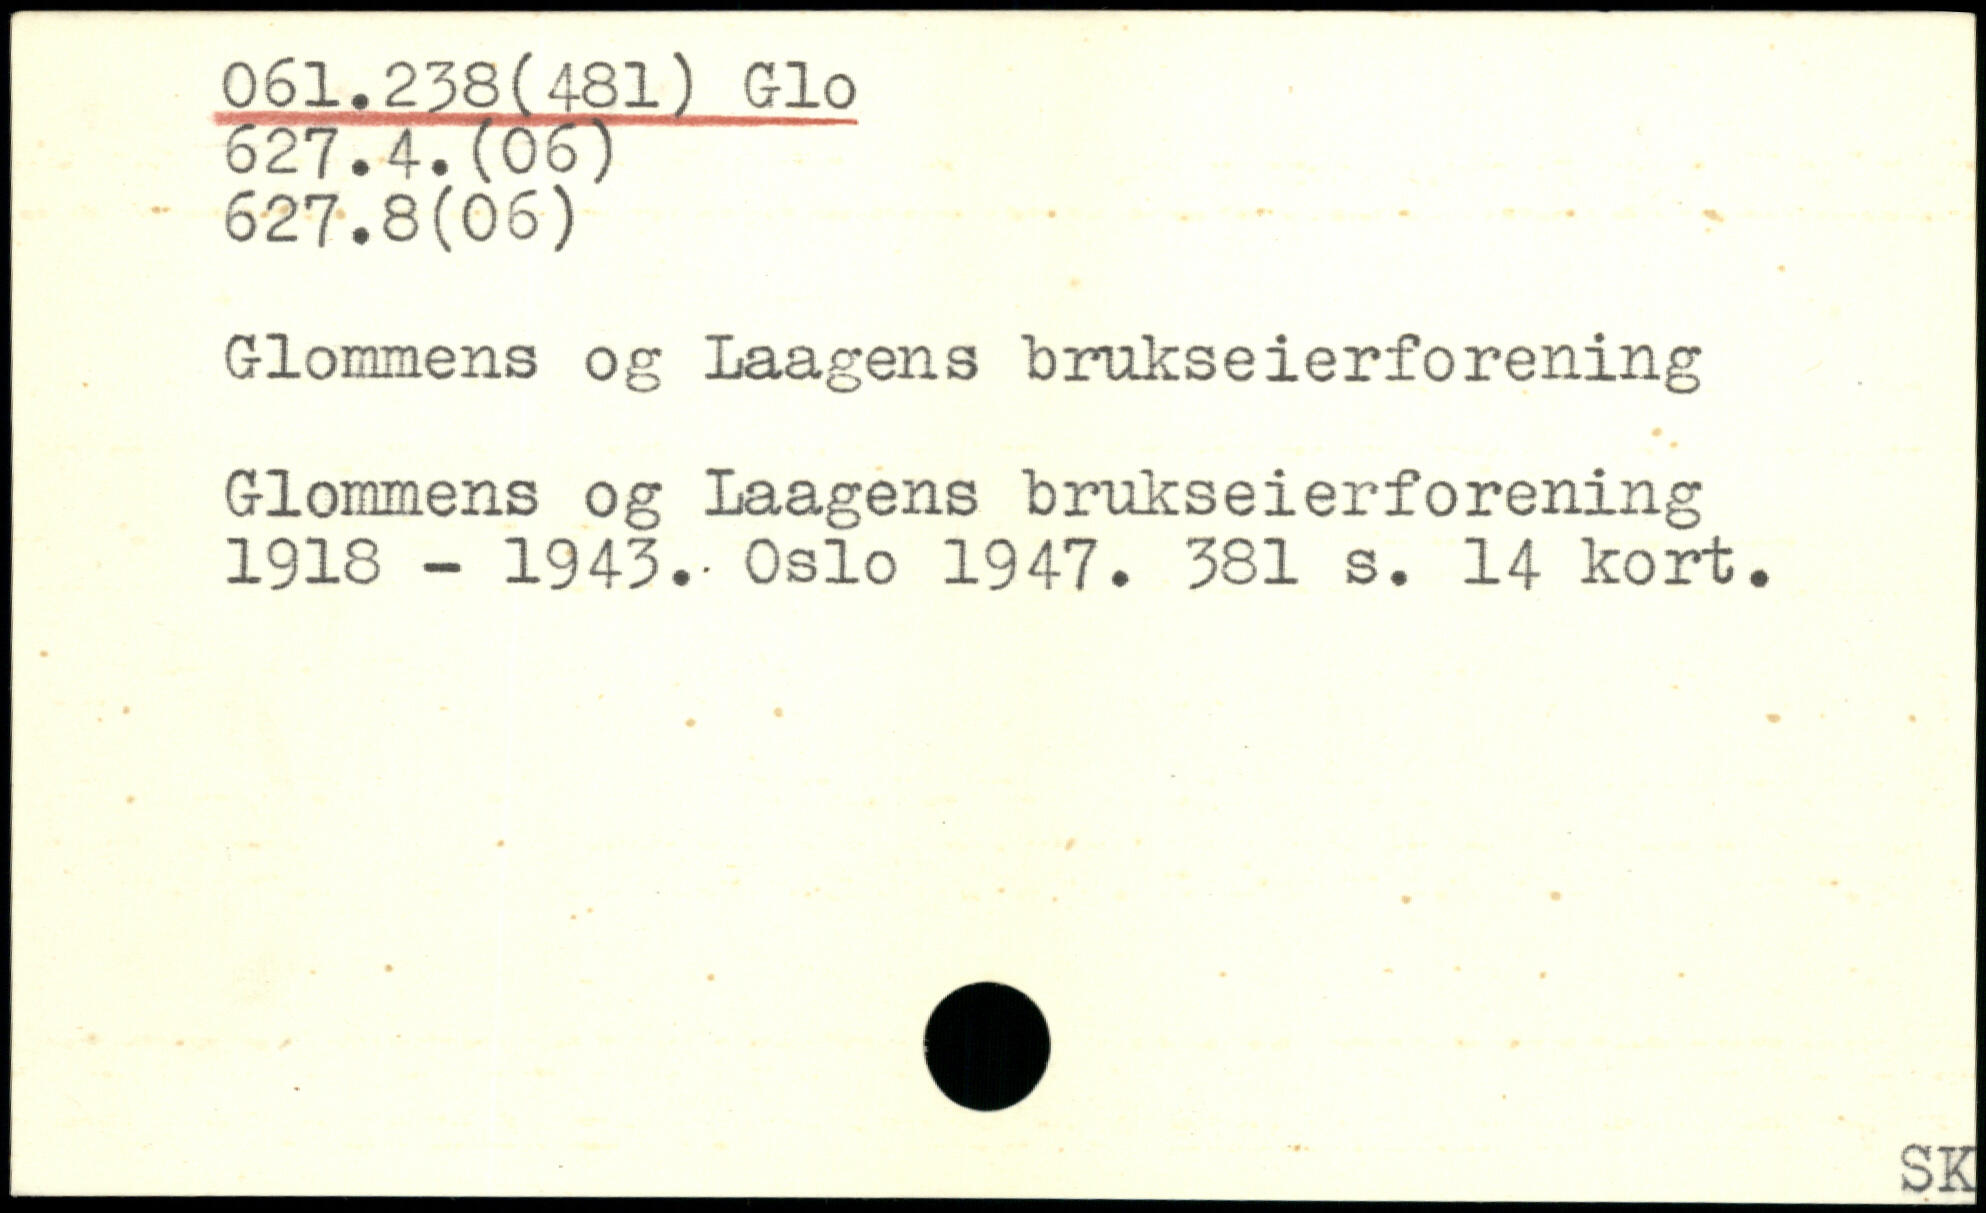 061.238(481) Glo
627.4.(06)
627.8(06)
Glommens og Laagens brukseierforening
Glommens og Laagens brukseierforening
1918 - 1943. Oslo 1947. 381 s. 14 kort.
SK